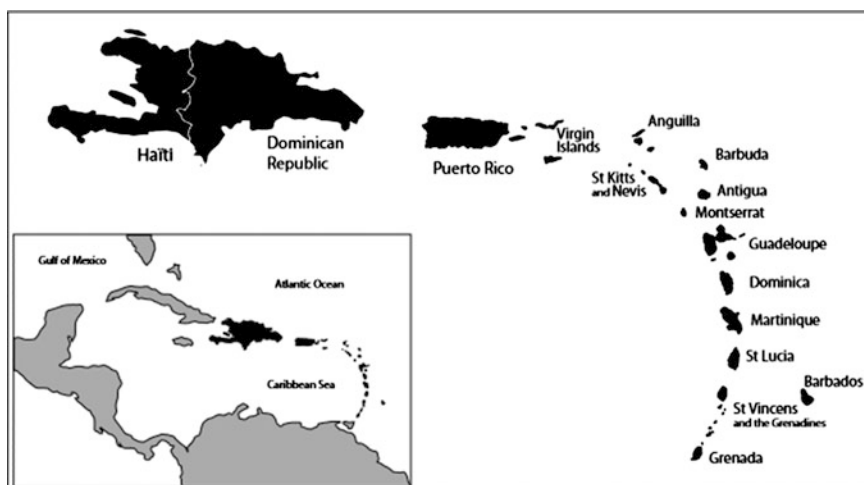 Haïti
Dominican
Republic
Puerto Rico
Virgin
Islands
Anguilla
St Kitts
and Nevis
Barbuda
Antigua
Montserrat
Guadeloupe
Dominica
Martinique
St Lucia
Barbados
St Vincens
and the Grenadines
Grenada
Gulf of Mexico
Atlantic Ocean
Caribbean Sea